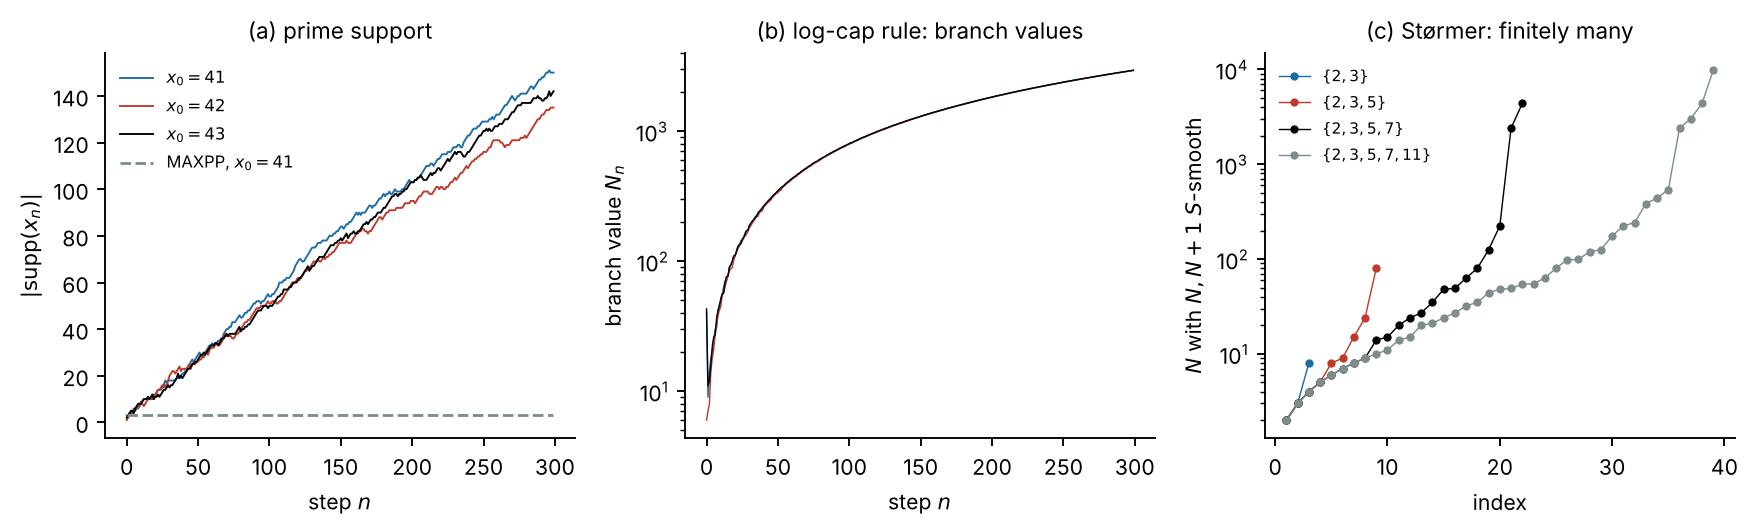 (a) prime support
|supp(xₙ)|
140
120
100
80
60
40
20
0
x₀ = 41
x₀ = 42
x₀ = 43
MAXPP, x₀ = 41
0 50 100 150 200 250 300
step n
(b) log-cap rule: branch values
branch value Nₙ
10³
10²
10¹
0 50 100 150 200 250 300
step n
(c) Størmer: finitely many
N with N, N + 1 S-smooth
10⁴
10³
10²
10¹
{2, 3}
{2, 3, 5}
{2, 3, 5, 7}
{2, 3, 5, 7, 11}
0 10 20 30 40
index